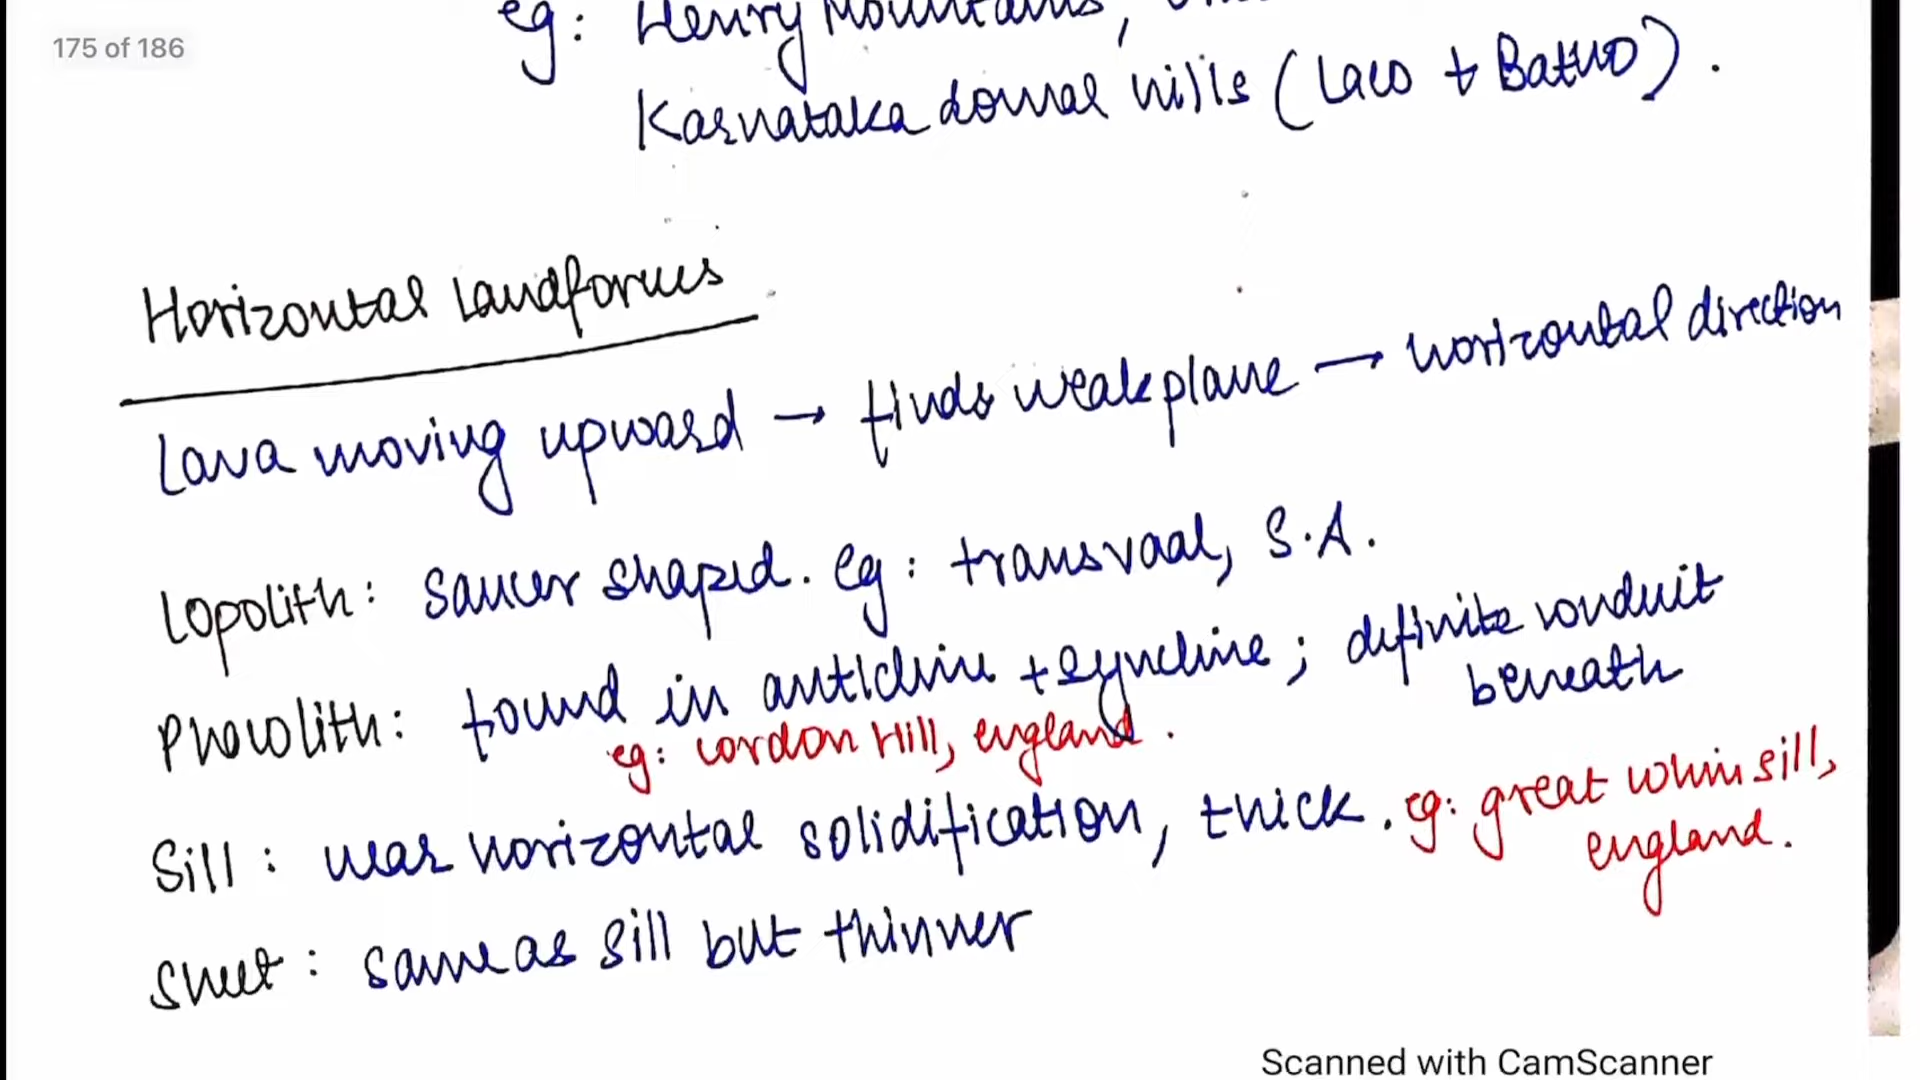 175 of 186
eg: Henry Mountains,
Karnataka domal hills (Laco + Batho).
Horizontal Landforms
Lava moving upward → finds weak plane → horizontal direction
Lopolith: saucer shaped. eg: transvaal, S.A.
Phacolith: found in anticline + syncline; definite conduit
beneath
eg: cordon Hill, england.
Sill: near horizontal solidification, thick. eg: great whin sill,
england.
Sheet: same as sill but thinner
Scanned with CamScanner